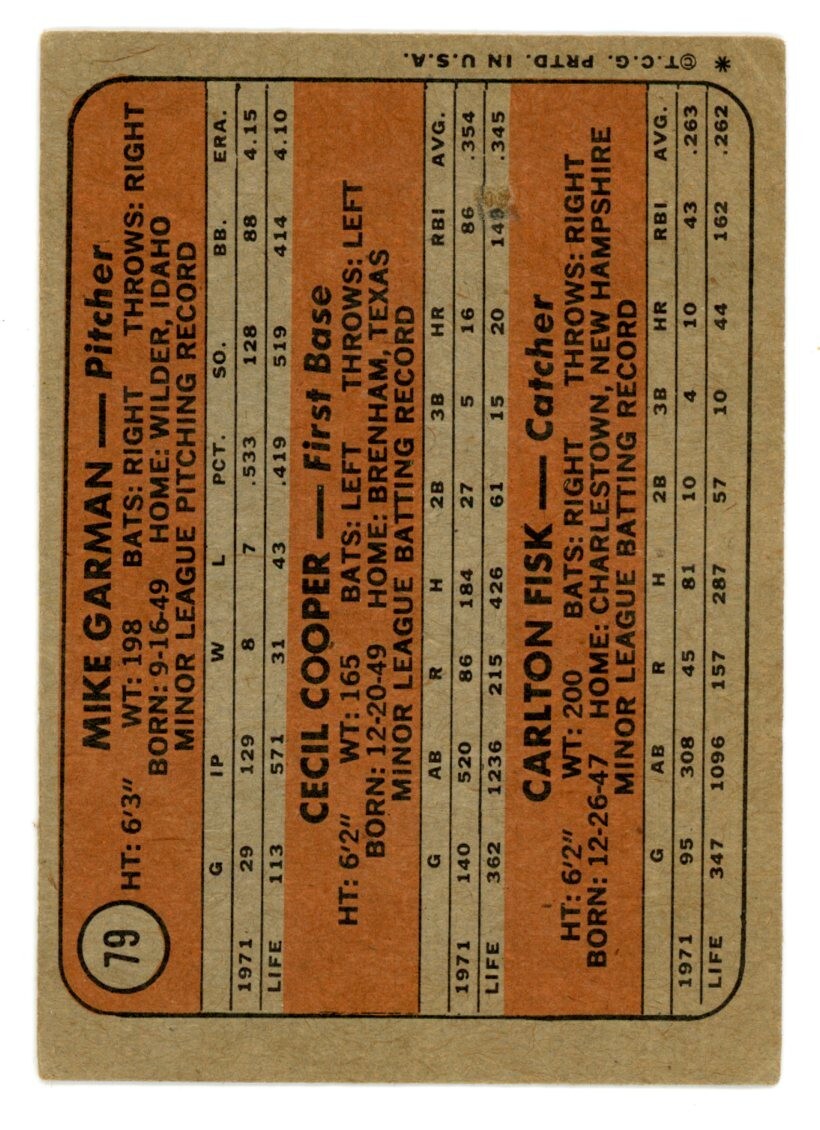 79
MIKE GARMAN — Pitcher
HT: 6'3" WT: 198 BATS: RIGHT THROWS: RIGHT
BORN: 9-16-49 HOME: WILDER, IDAHO
MINOR LEAGUE PITCHING RECORD
G IP W L PCT. SO. BB. ERA.
1971 29 129 8 7 .533 128 88 4.15
LIFE 113 571 31 43 .419 519 414 4.10
CECIL COOPER — First Base
HT: 6'2" WT: 165 BATS: LEFT THROWS: LEFT
BORN: 12-20-49 HOME: BRENHAM, TEXAS
MINOR LEAGUE BATTING RECORD
G AB R H 2B 3B HR RBI AVG.
1971 140 520 86 184 27 5 16 86 .354
LIFE 362 1236 215 426 61 15 20 .345
CARLTON FISK — Catcher
HT: 6'2" WT: 200 BATS: RIGHT THROWS: RIGHT
BORN: 12-26-47 HOME: CHARLESTOWN, NEW HAMPSHIRE
MINOR LEAGUE BATTING RECORD
G AB R H 2B 3B HR RBI AVG.
1971 95 308 45 81 10 4 10 43 .263
LIFE 347 1096 157 287 57 10 44 162 .262
* © T.C.G. PRTD. IN U.S.A.